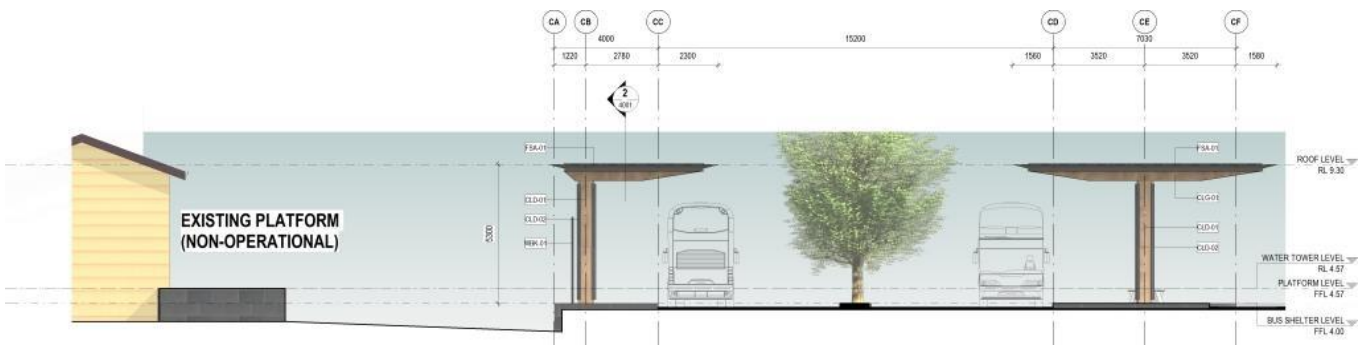 CA CB CC CD CE CF
4000 15200 7030
1220 2780 2300 1560 3520 3520 1580
2
4001
FSA-01 FSA-01
ROOF LEVEL
RL 9.30
CLD-01 CLG-01
EXISTING PLATFORM
(NON-OPERATIONAL)
CLD-02 CLD-01
5300
CLD-02
WATER TOWER LEVEL
RL 4.57
PLATFORM LEVEL
FFL 4.57
BUS SHELTER LEVEL
FFL 4.00